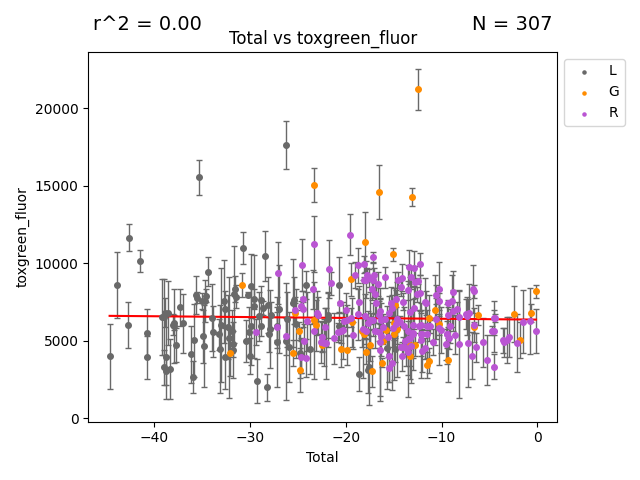 r^2 = 0.00
N = 307
Total vs toxgreen_fluor
L
G
R
20000
15000
10000
5000
0
toxgreen_fluor
−40
−30
−20
−10
0
Total